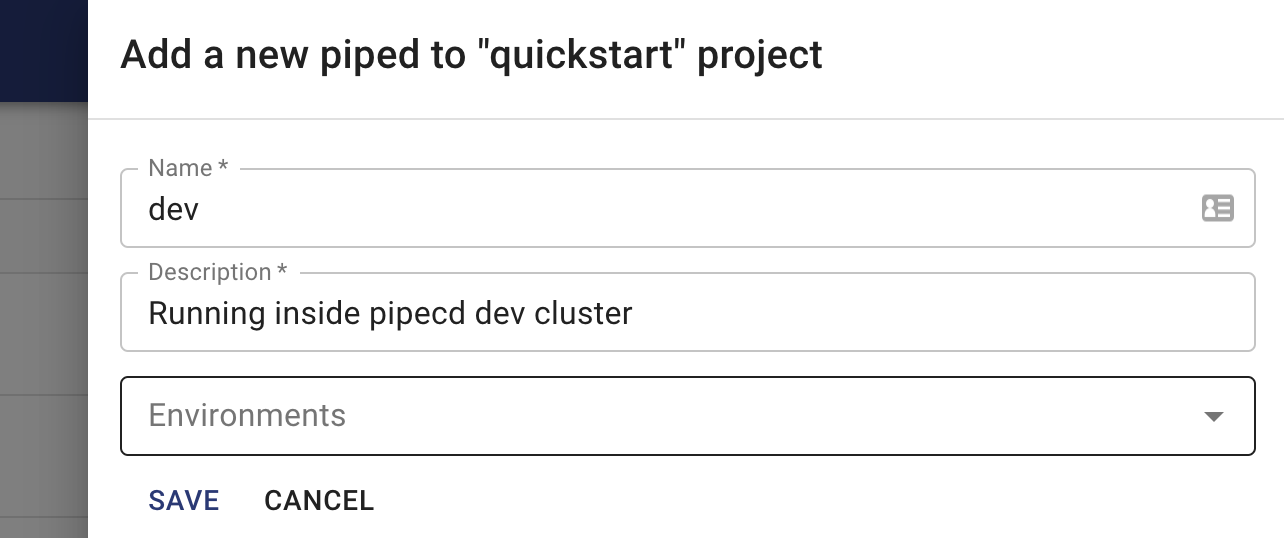 Add a new piped to "quickstart" project
Name *
dev
Description *
Running inside pipecd dev cluster
Environments
SAVE CANCEL